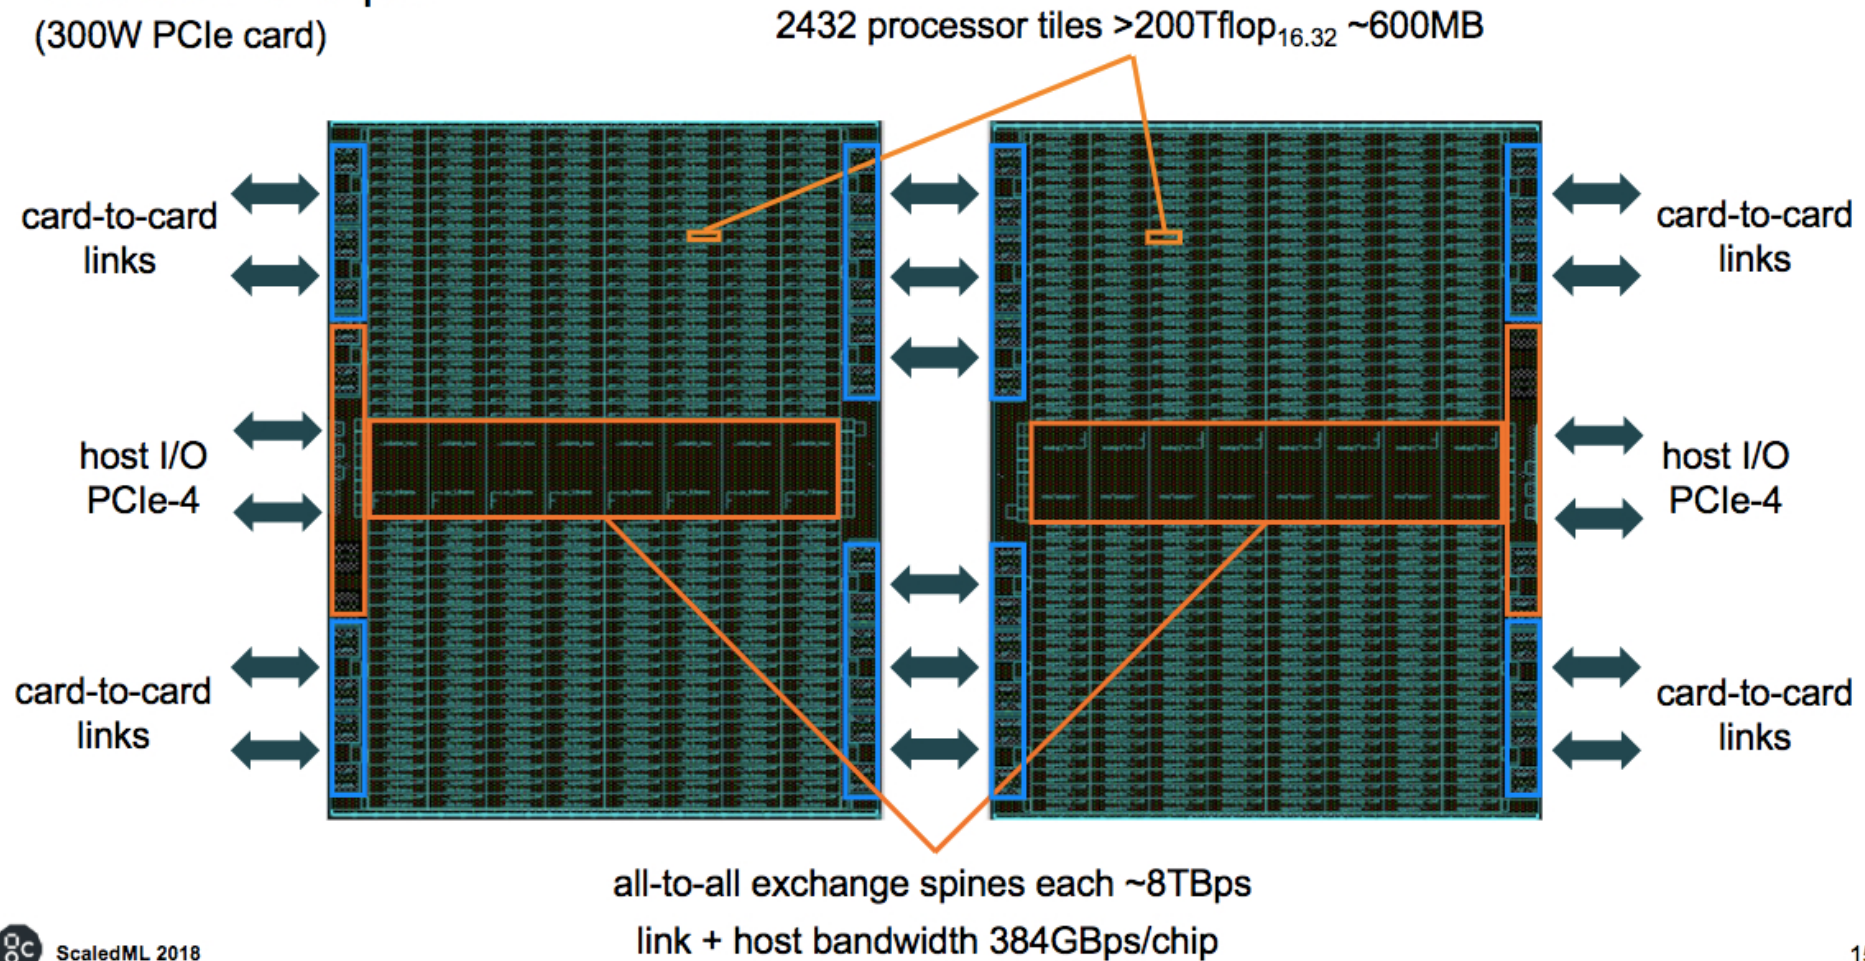 (300W PCIe card)
2432 processor tiles >200Tflop16.32 ~600MB
card-to-card
links
card-to-card
links
host I/O
PCIe-4
host I/O
PCIe-4
card-to-card
links
card-to-card
links
all-to-all exchange spines each ~8TBps
link + host bandwidth 384GBps/chip
ScaledML 2018